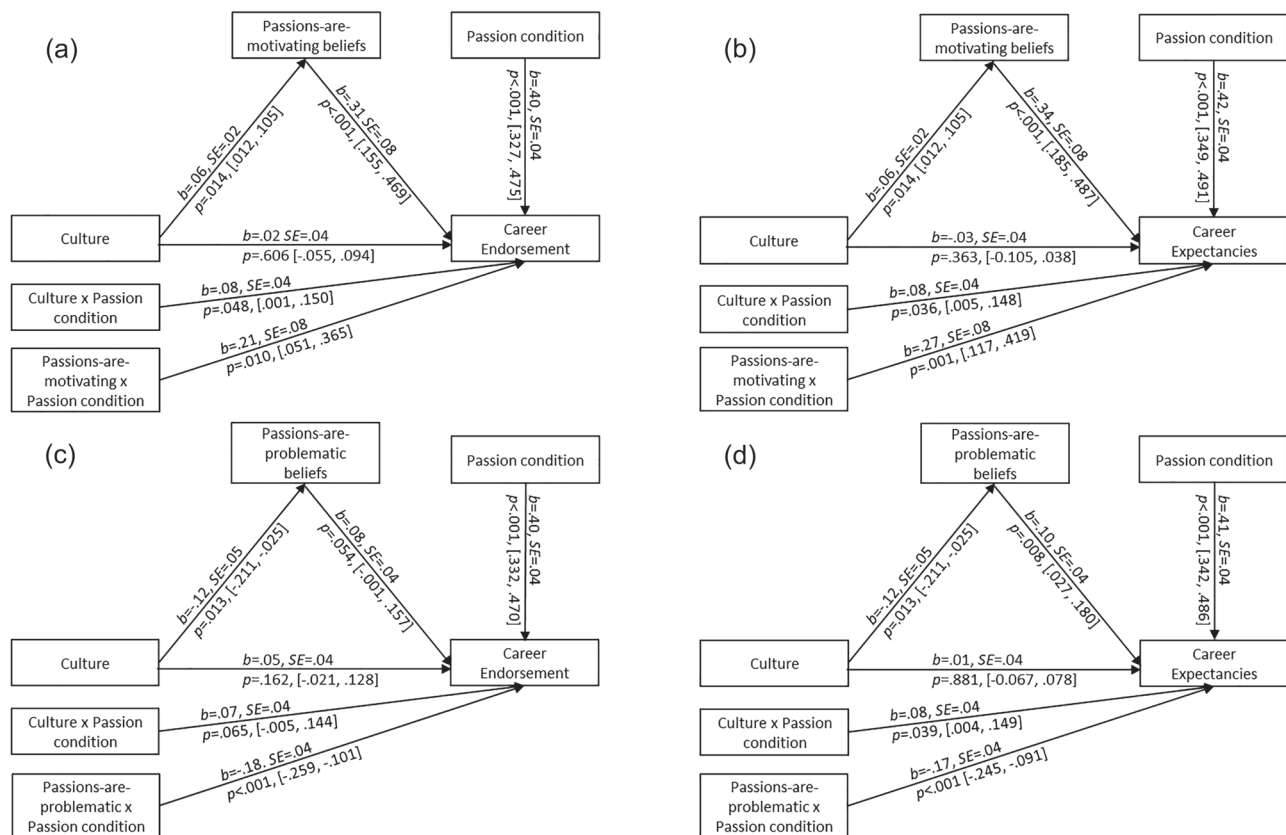 (a)
Passions-are-
motivating beliefs
Passion condition
b=.06, SE=.02
p=.014, [.012, .105]
b=.31, SE=.08
p<.001, [.155, .469]
b=.40, SE=.04
p<.001, [.327, .475]
Culture
b=.02 SE=.04
p=.606 [-.055, .094]
Career
Endorsement
Culture x Passion
condition
b=.08, SE=.04
p=.048, [.001, .150]
Passions-are-
motivating x
Passion condition
b=.21, SE=.08
p=.010, [.051, .365]
(b)
Passions-are-
motivating beliefs
Passion condition
b=.06, SE=.02
p=.014, [.012, .105]
b=.34, SE=.08
p<.001, [.185, .487]
b=.42, SE=.04
p<.001, [.349, .491]
Culture
b=-.03, SE=.04
p=.363, [-0.105, .038]
Career
Expectancies
Culture x Passion
condition
b=.08, SE=.04
p=.036, [.005, .148]
Passions-are-
motivating x
Passion condition
b=.27, SE=.08
p=.001, [.117, .419]
(c)
Passions-are-
problematic
beliefs
Passion condition
b=-.12, SE=.05
p=.013, [-.211, -.025]
b=.08, SE=.04
p=.054, [-.001, .157]
b=.40, SE=.04
p<.001, [.332, .470]
Culture
b=.05, SE=.04
p=.162, [-.021, .128]
Career
Endorsement
Culture x Passion
condition
b=.07, SE=.04
p=.065, [-.005, .144]
Passions-are-
problematic x
Passion condition
b=-.18. SE=.04
p<.001, [-.259, -.101]
(d)
Passions-are-
problematic
beliefs
Passion condition
b=-.12, SE=.05
p=.013, [-.211, -.025]
b=.10, SE=.04
p=.008, [.027, .180]
b=.41, SE=.04
p<.001, [.342, .486]
Culture
b=.01, SE=.04
p=.881, [-0.067, .078]
Career
Expectancies
Culture x Passion
condition
b=.08, SE=.04
p=.039, [.004, .149]
Passions-are-
problematic x
Passion condition
b=-.17, SE=.04
p<.001 [-.245, -.091]